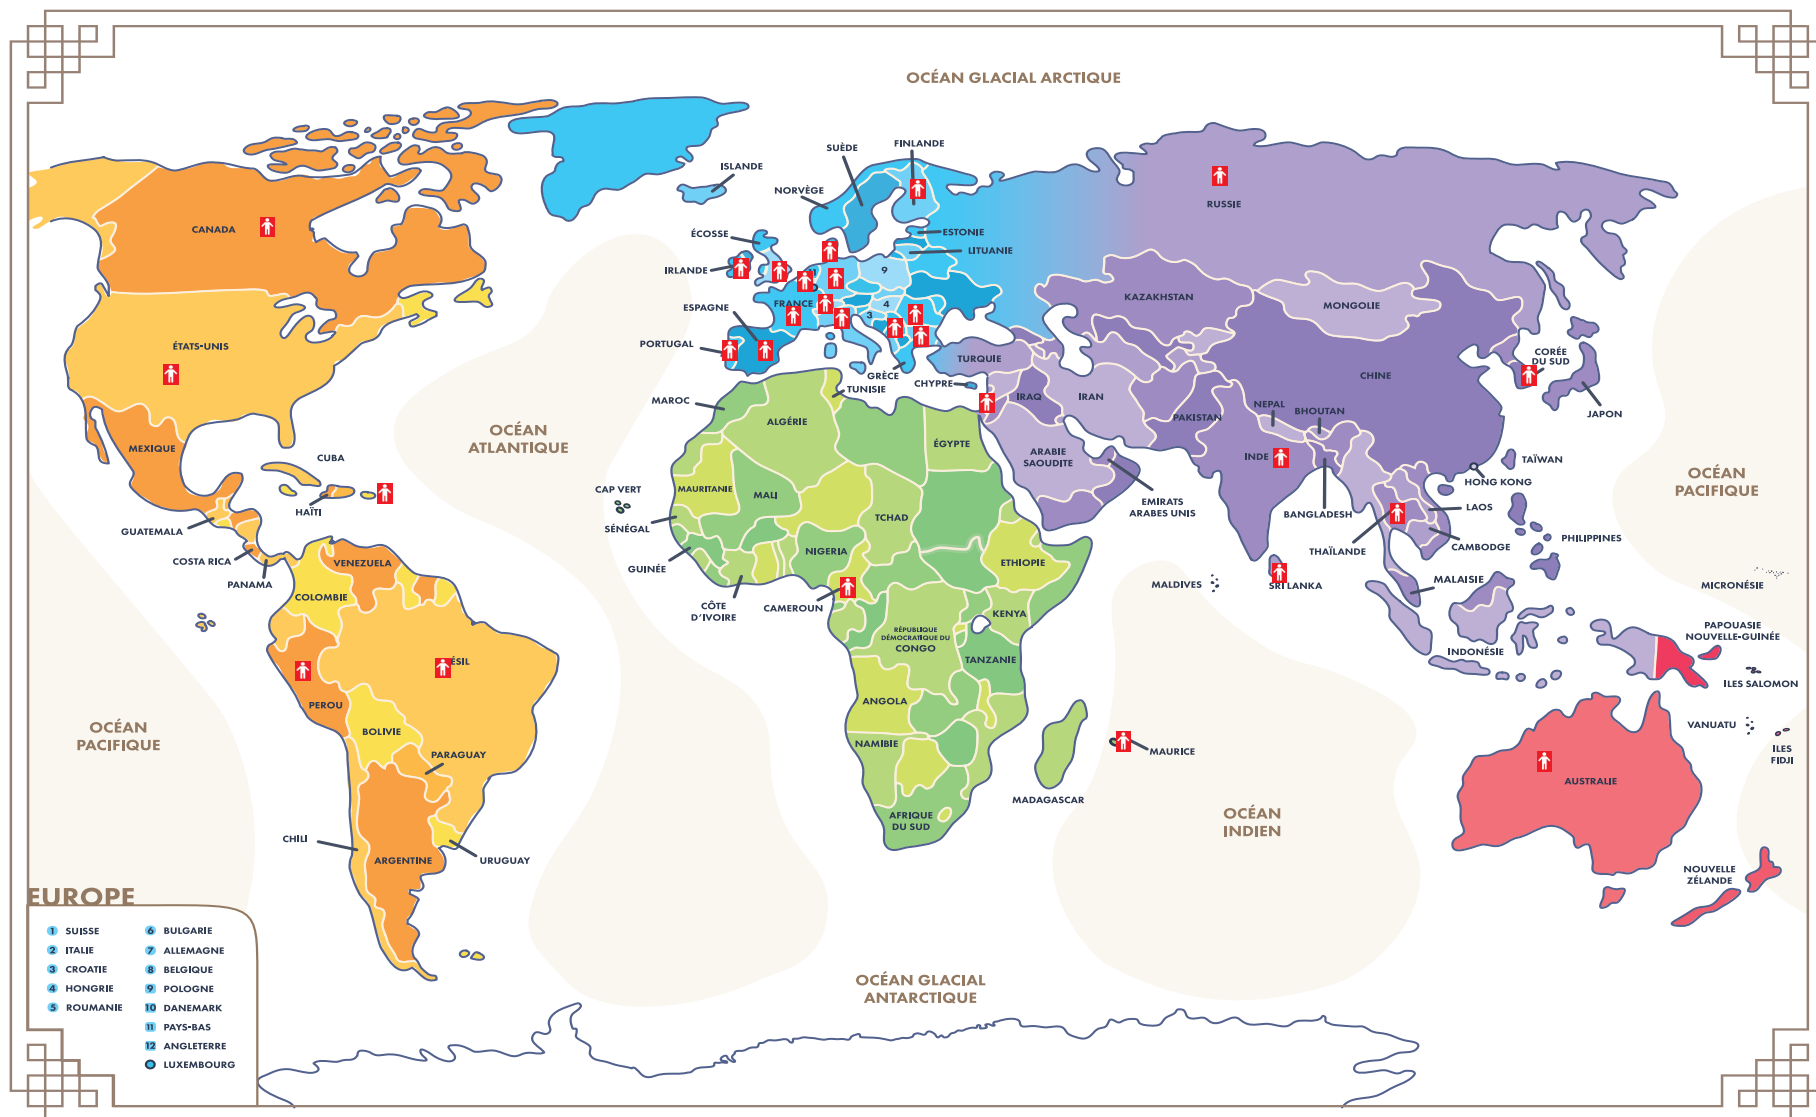 OCÉAN GLACIAL ARCTIQUE
ISLANDE
SUÈDE
FINLANDE
NORVÈGE
ÉCOSSE
IRLANDE
ESTONIE
LITUANIE
RUSSIE
CANADA
ÉTATS-UNIS
MEXIQUE
CUBA
HAÏTI
GUATEMALA
COSTA RICA
PANAMA
OCÉAN
ATLANTIQUE
11
9
4
3
FRANCE
ESPAGNE
PORTUGAL
GRÈCE
CHYPRE
TURQUIE
KAZAKHSTAN
MONGOLIE
CHINE
CORÉE
DU SUD
JAPON
TUNISIE
MAROC
ALGÉRIE
ÉGYPTE
IRAQ
IRAN
PAKISTAN
NEPAL
BHOUTAN
INDE
ARABIE
SAOUDITE
EMIRATS
ARABES UNIS
BANGLADESH
TAÏWAN
HONG KONG
LAOS
THAÏLANDE
CAMBODGE
PHILIPPINES
OCÉAN
PACIFIQUE
CAP VERT
MAURITANIE
MALI
SÉNÉGAL
TCHAD
NIGERIA
GUINÉE
CÔTE
D'IVOIRE
CAMEROUN
ETHIOPIE
KENYA
RÉPUBLIQUE
DÉMOCRATIQUE DU
CONGO
TANZANIE
ANGOLA
NAMIBIE
AFRIQUE
DU SUD
MADAGASCAR
MAURICE
MALDIVES
SRI LANKA
MALAISIE
INDONÉSIE
MICRONÉSIE
PAPOUASIE
NOUVELLE-GUINÉE
ILES SALOMON
VANUATU
ILES
FIDJI
AUSTRALIE
NOUVELLE
ZÉLANDE
OCÉAN
INDIEN
VENEZUELA
COLOMBIE
ÉSIL
PEROU
BOLIVIE
PARAGUAY
CHILI
ARGENTINE
URUGUAY
OCÉAN
PACIFIQUE
OCÉAN GLACIAL
ANTARCTIQUE
EUROPE
1 SUISSE
2 ITALIE
3 CROATIE
4 HONGRIE
5 ROUMANIE
6 BULGARIE
7 ALLEMAGNE
8 BELGIQUE
9 POLOGNE
10 DANEMARK
11 PAYS-BAS
12 ANGLETERRE
LUXEMBOURG